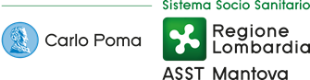 Sistema Socio Sanitario
Carlo Poma
Regione
Lombardia
ASST Mantova